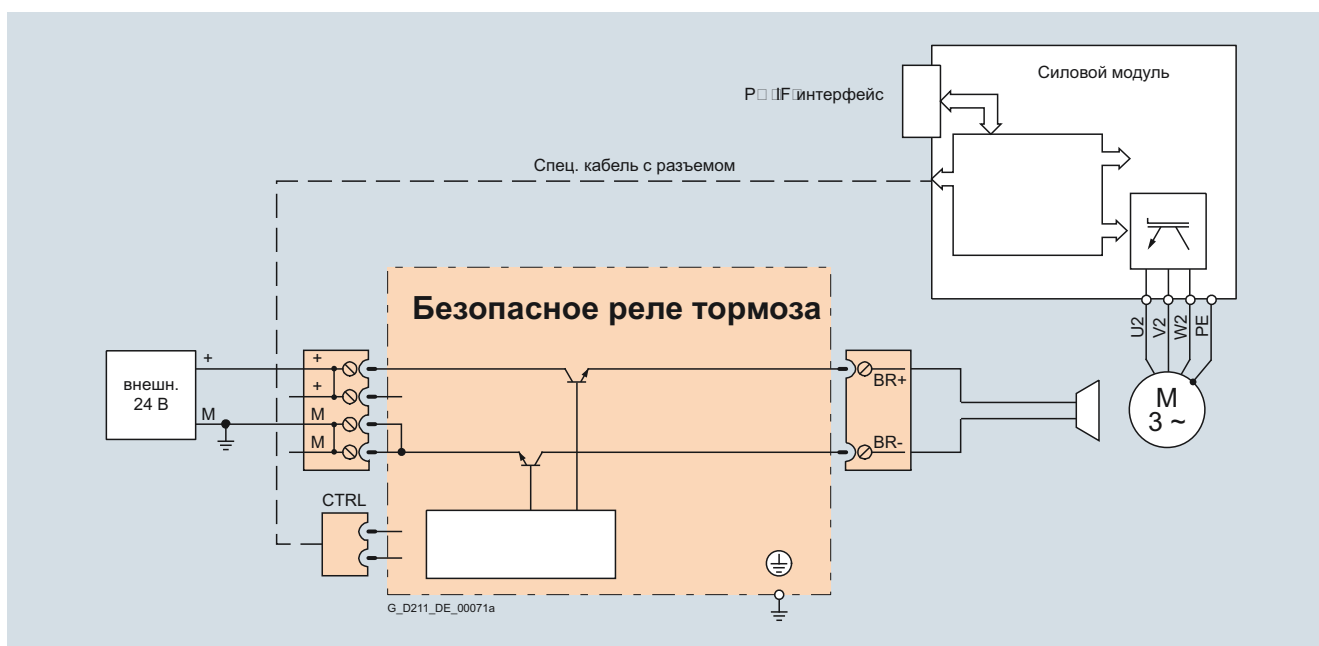 Силовой модуль
интерфейс
Спец. кабель с разъемом
Безопасное реле тормоза
U2
V2
W2
PE
внешн.
24 В
+
M
+
+
M
M
BR+
BR-
M
3 ~
CTRL
G_D211_DE_00071a